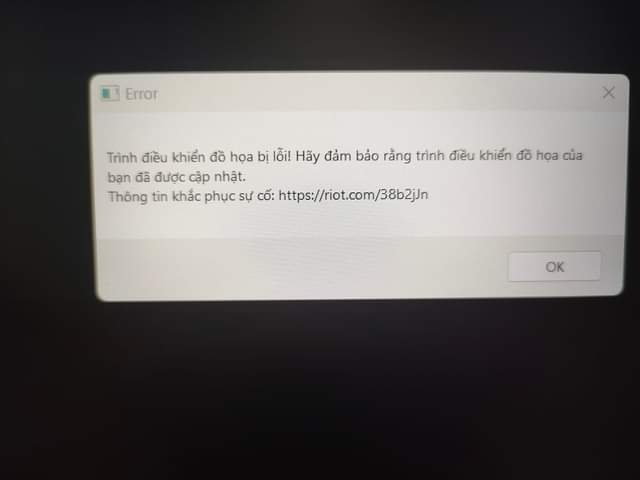 Error
Trình điều khiển đồ họa bị lỗi! Hãy đảm bảo rằng trình điều khiển đồ họa của
bạn đã được cập nhật.
Thông tin khắc phục sự cố: https://riot.com/38b2jJn
OK